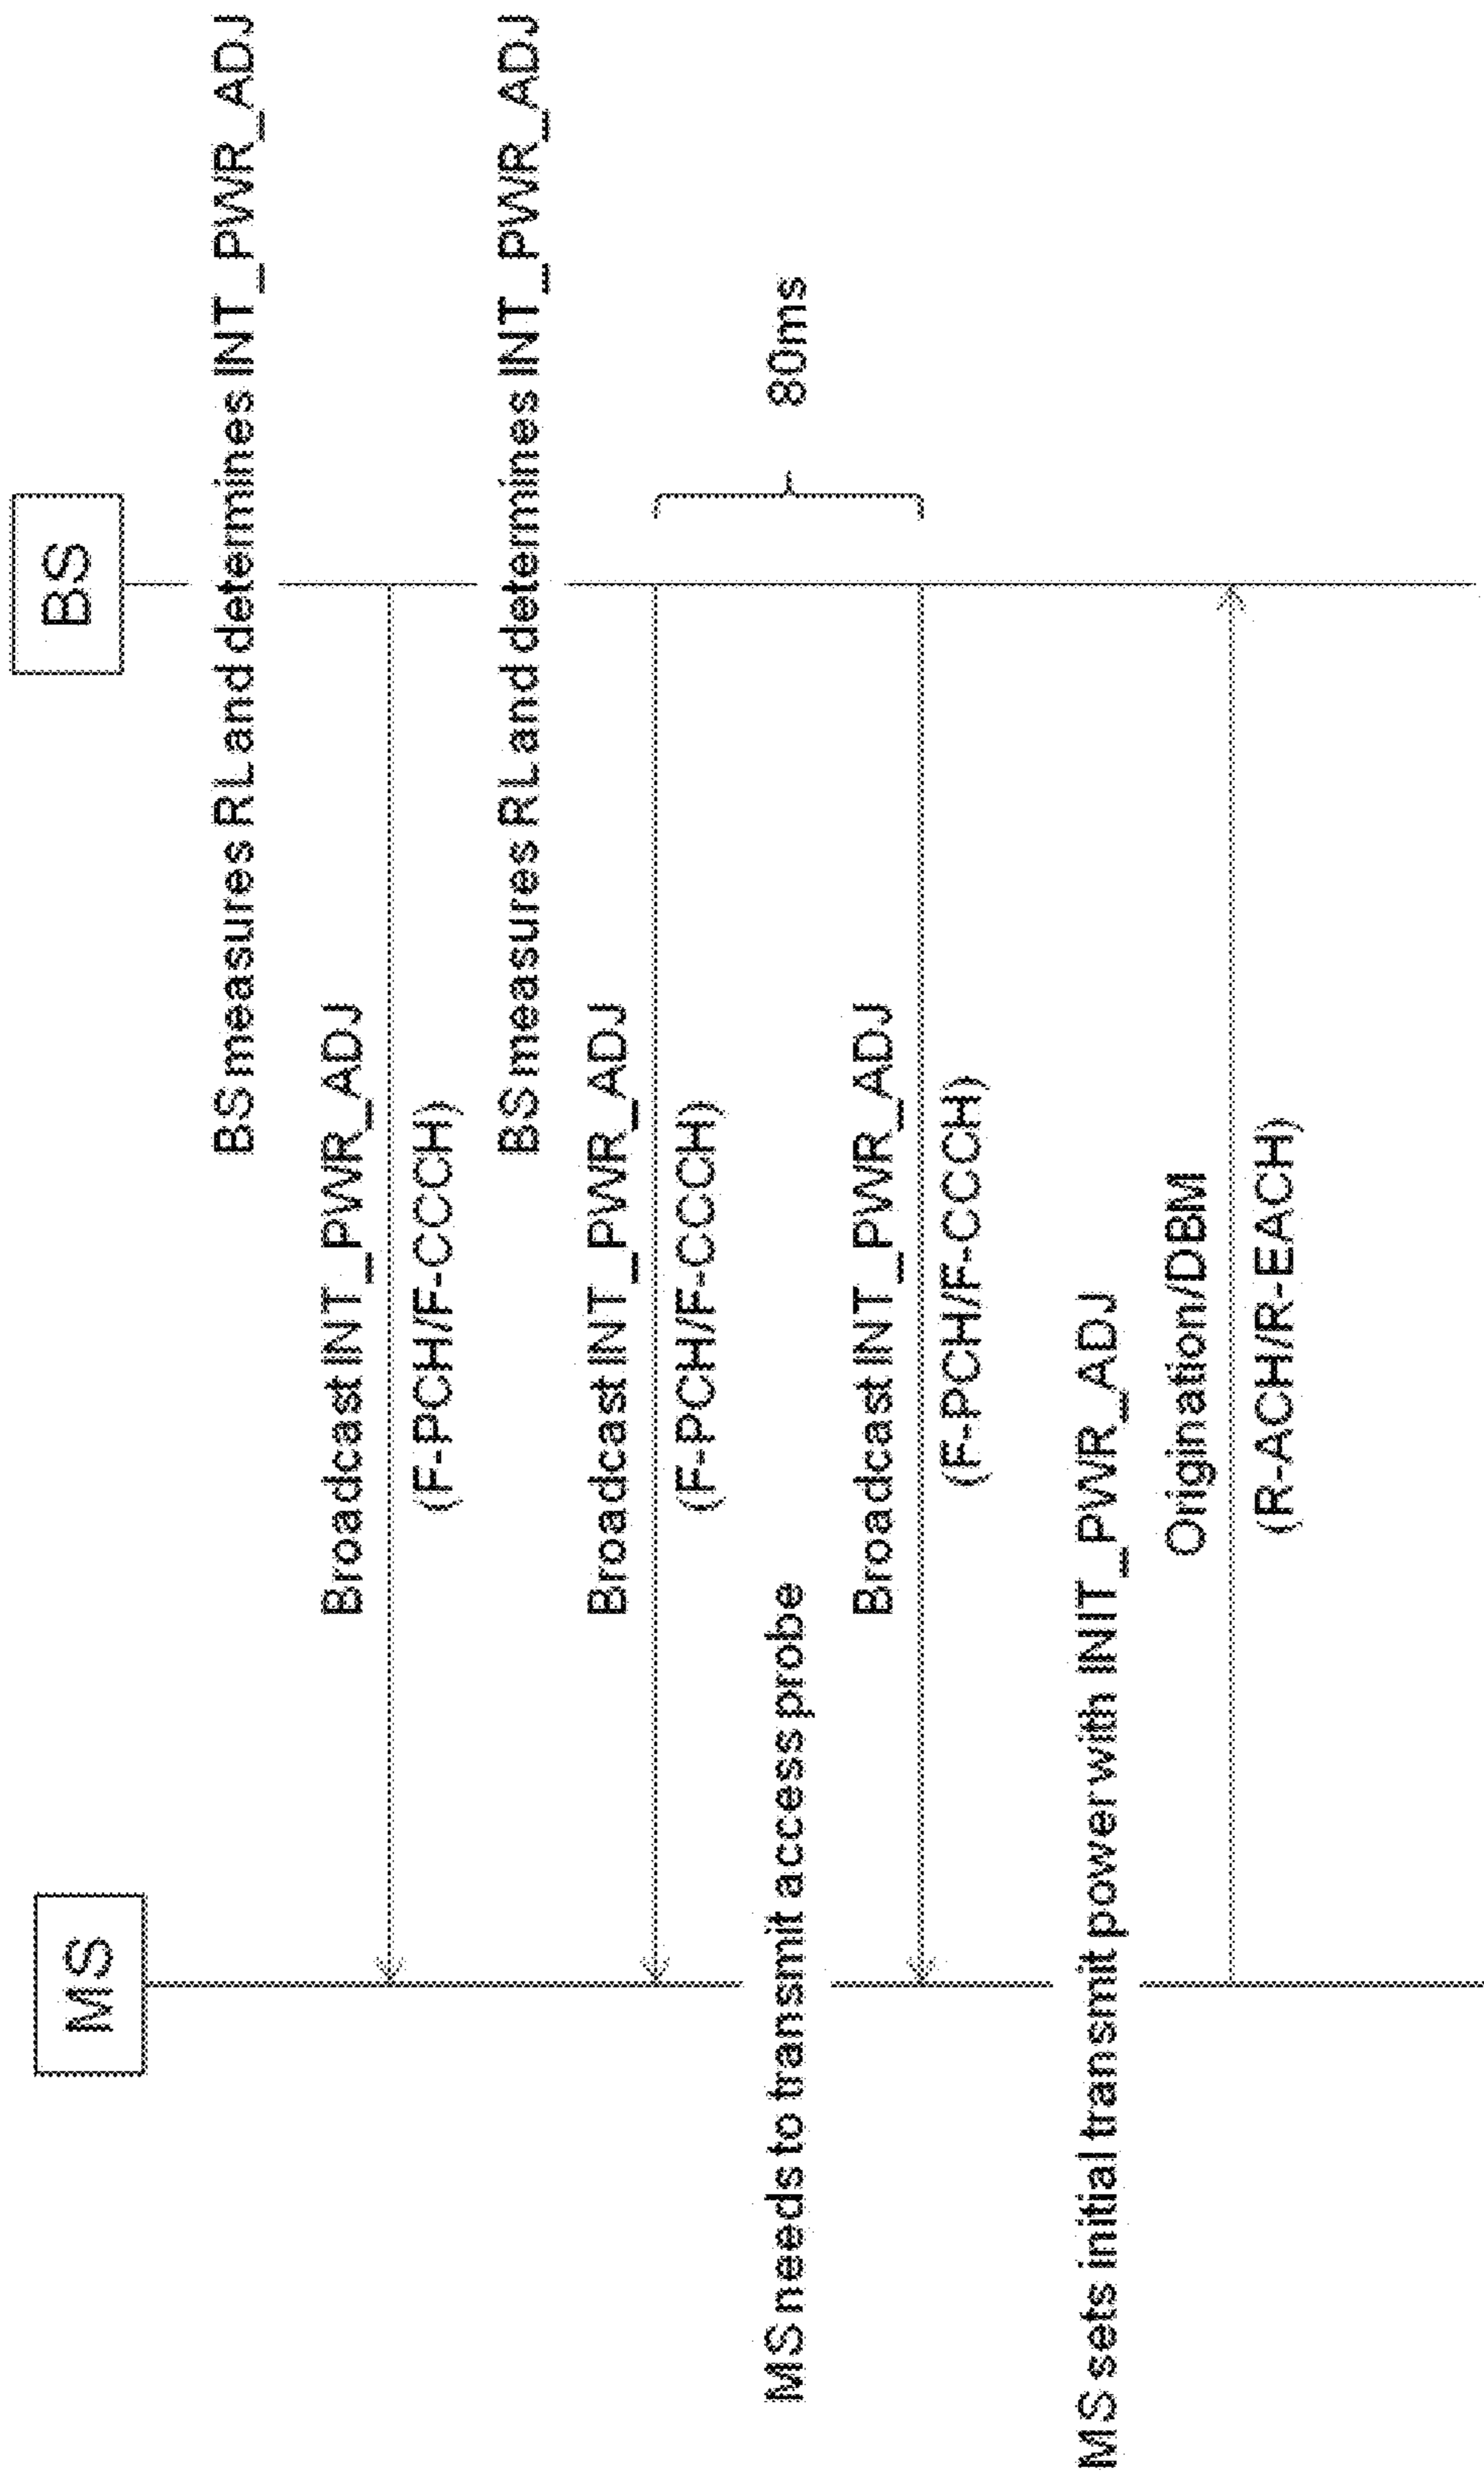 MS
BS
BS measures RL and determines INT_PWR_ADJ
Broadcast INT_PWR_ADJ
(F-PCH/F-CCCH)
BS measures RL and determines INT_PWR_ADJ
Broadcast INT_PWR_ADJ
(F-PCH/F-CCCH)
80ms
MS needs to transmit access probe
Broadcast INT_PWR_ADJ
(F-PCH/F-CCCH)
MS sets initial transmit power with INIT_PWR_ADJ
Origination/DBM
(R-ACH/R-EACH)